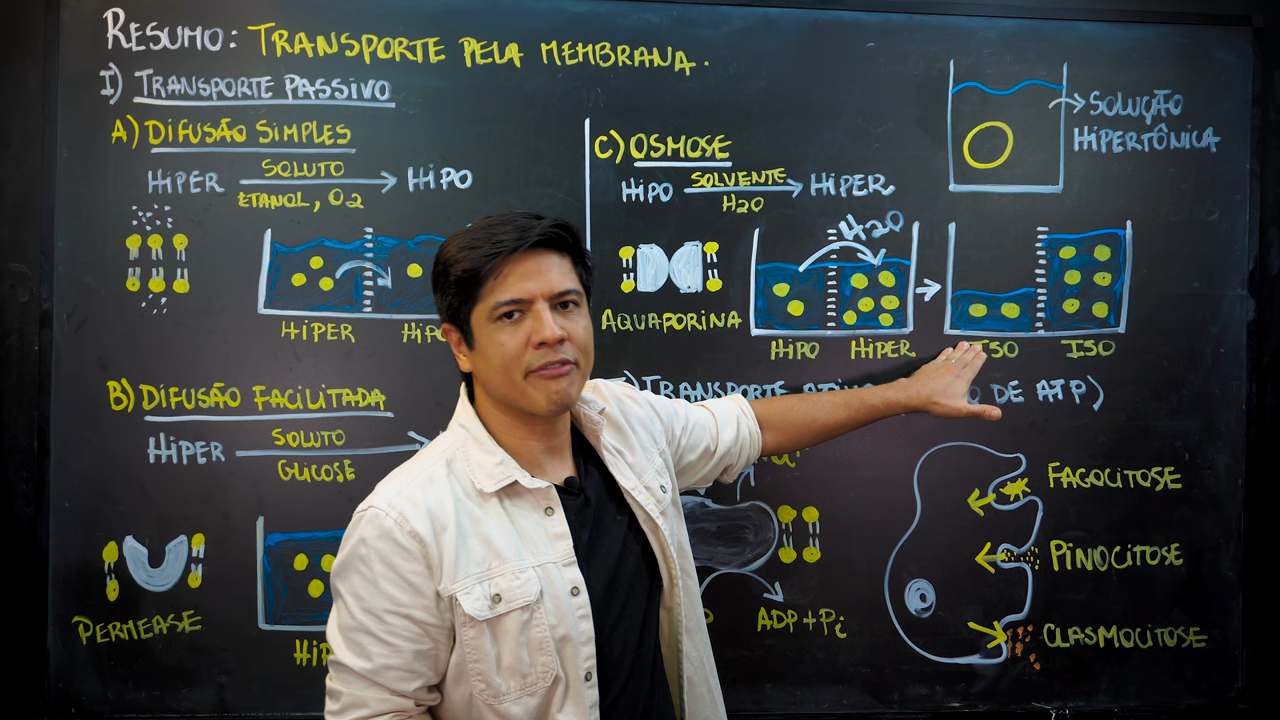 RESUMO: TRANSPORTE PELA MEMBRANA.
I) TRANSPORTE PASSIVO
A) DIFUSÃO SIMPLES
HIPER SOLUTO HIPO
ETANOL, O2
HIPER
B) DIFUSÃO FACILITADA
HIPER SOLUTO
GLICOSE
PERMEASE
C) OSMOSE
HIPO SOLVENTE HIPER
H2O
H2O
AQUAPORINA
HIPO HIPER
ISO ISO
SOLUÇÃO
HIPERTÔNICA
TRANSPORTE DE ATP)
ADP+Pi
FAGOCITOSE
PINOCITOSE
CLASMOCITOSE